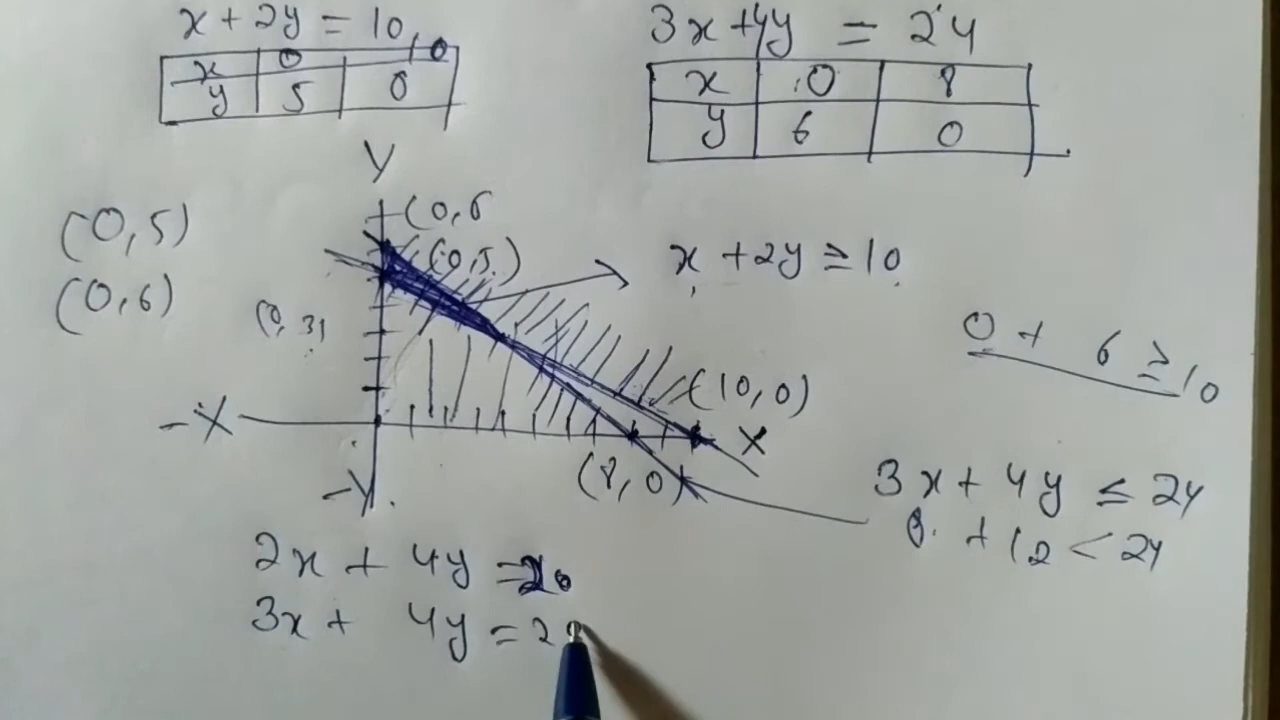 x + 2y = 10
x 0 10
y 5 0
3x + 4y = 24
x 0 8
y 6 0
Y
(0,5)
(0,6)
(0,6
(0,5)
(0, 3)
x + 2y ≥ 10
0 + 6 ≥ 10
(10,0)
-X
X
(8,0)
-Y
3x + 4y ≤ 24
0 + 12 < 24
2x + 4y = 20
3x + 4y = 2